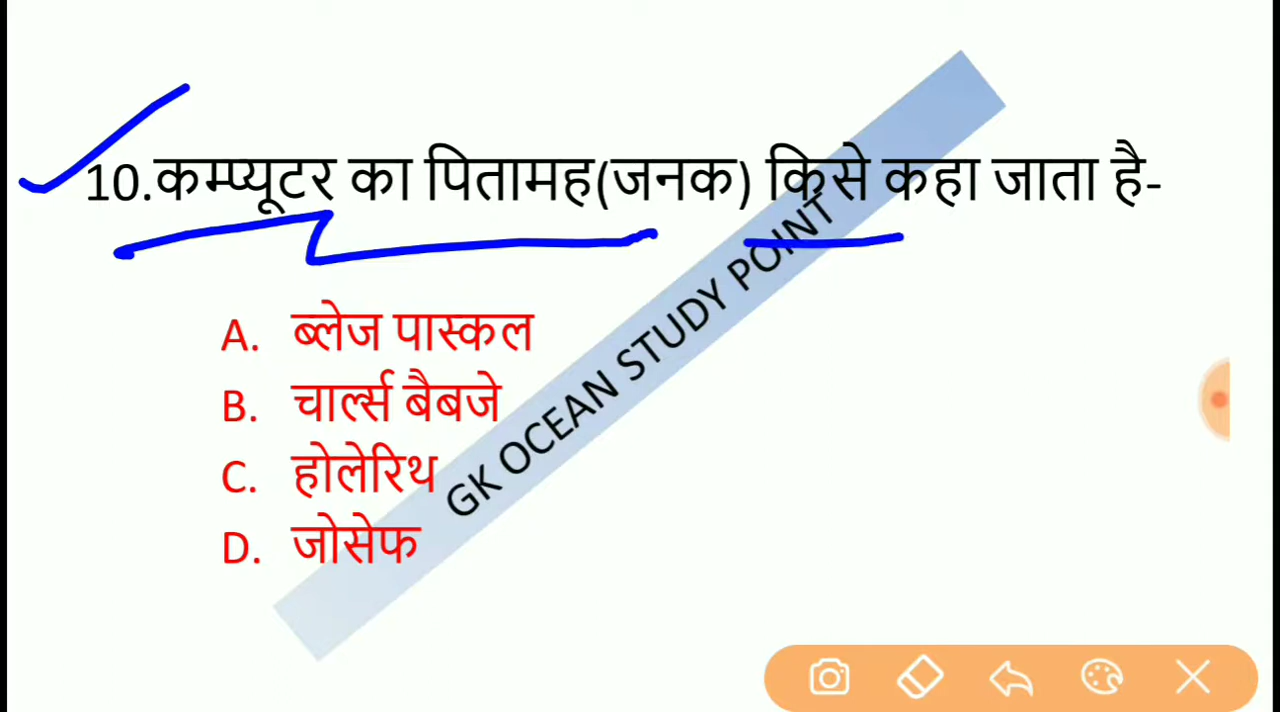 10.कम्प्यूटर का पितामह(जनक) किसे कहा जाता है-
A. ब्लेज पास्कल
B. चार्ल्स बैबजे
C. होलेरिथ
D. जोसेफ
GK OCEAN STUDY POINT